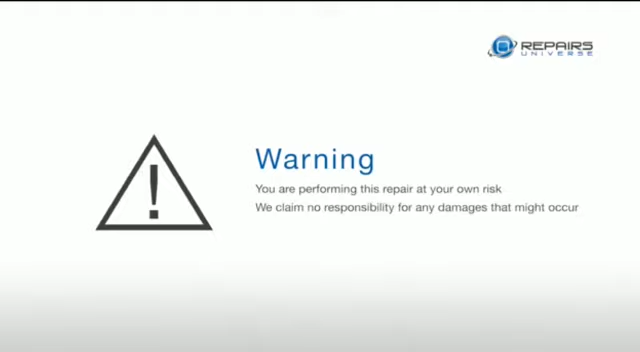 REPAIRS
UNIVERSE
Warning
You are performing this repair at your own risk
We claim no responsibility for any damages that might occur